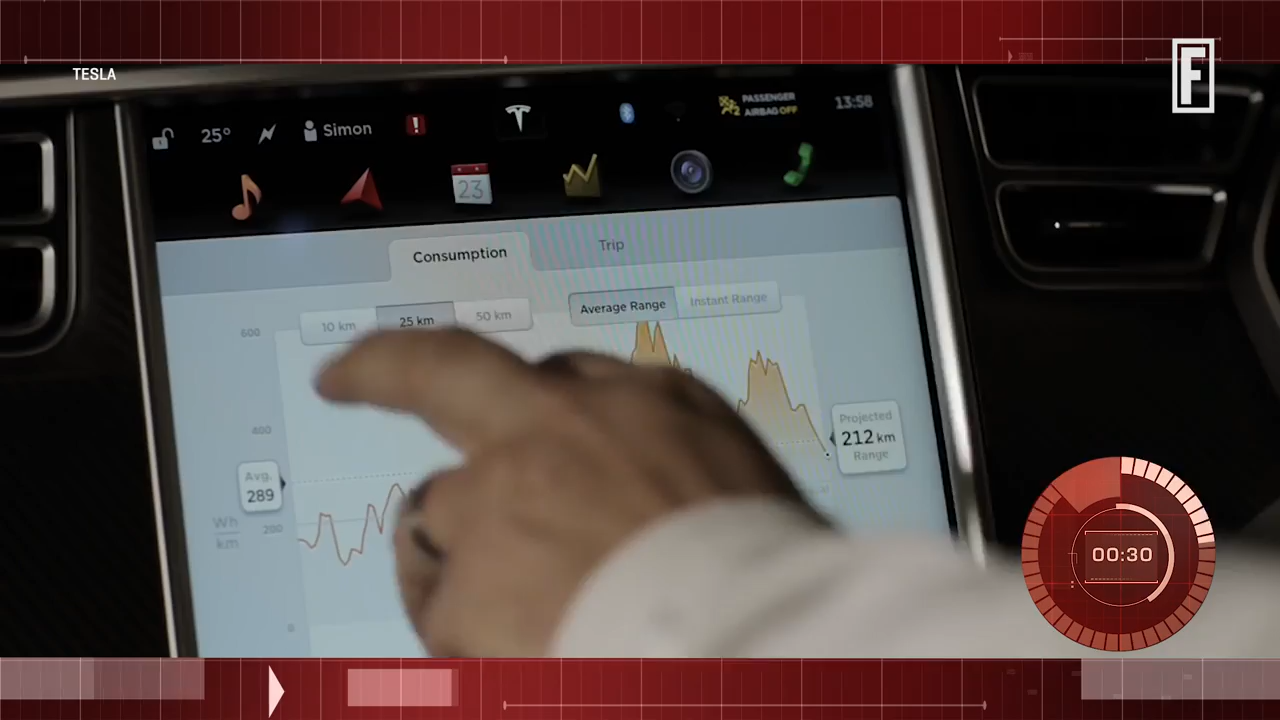 TESLA
F
25°
Simon
!
PASSENGER
AIRBAG OFF
13:58
23
Consumption
Trip
10 km
25 km
50 km
Average Range
Instant Range
600
400
Avg.
289
Wh
km
200
0
Projected
212 km
Range
00:30